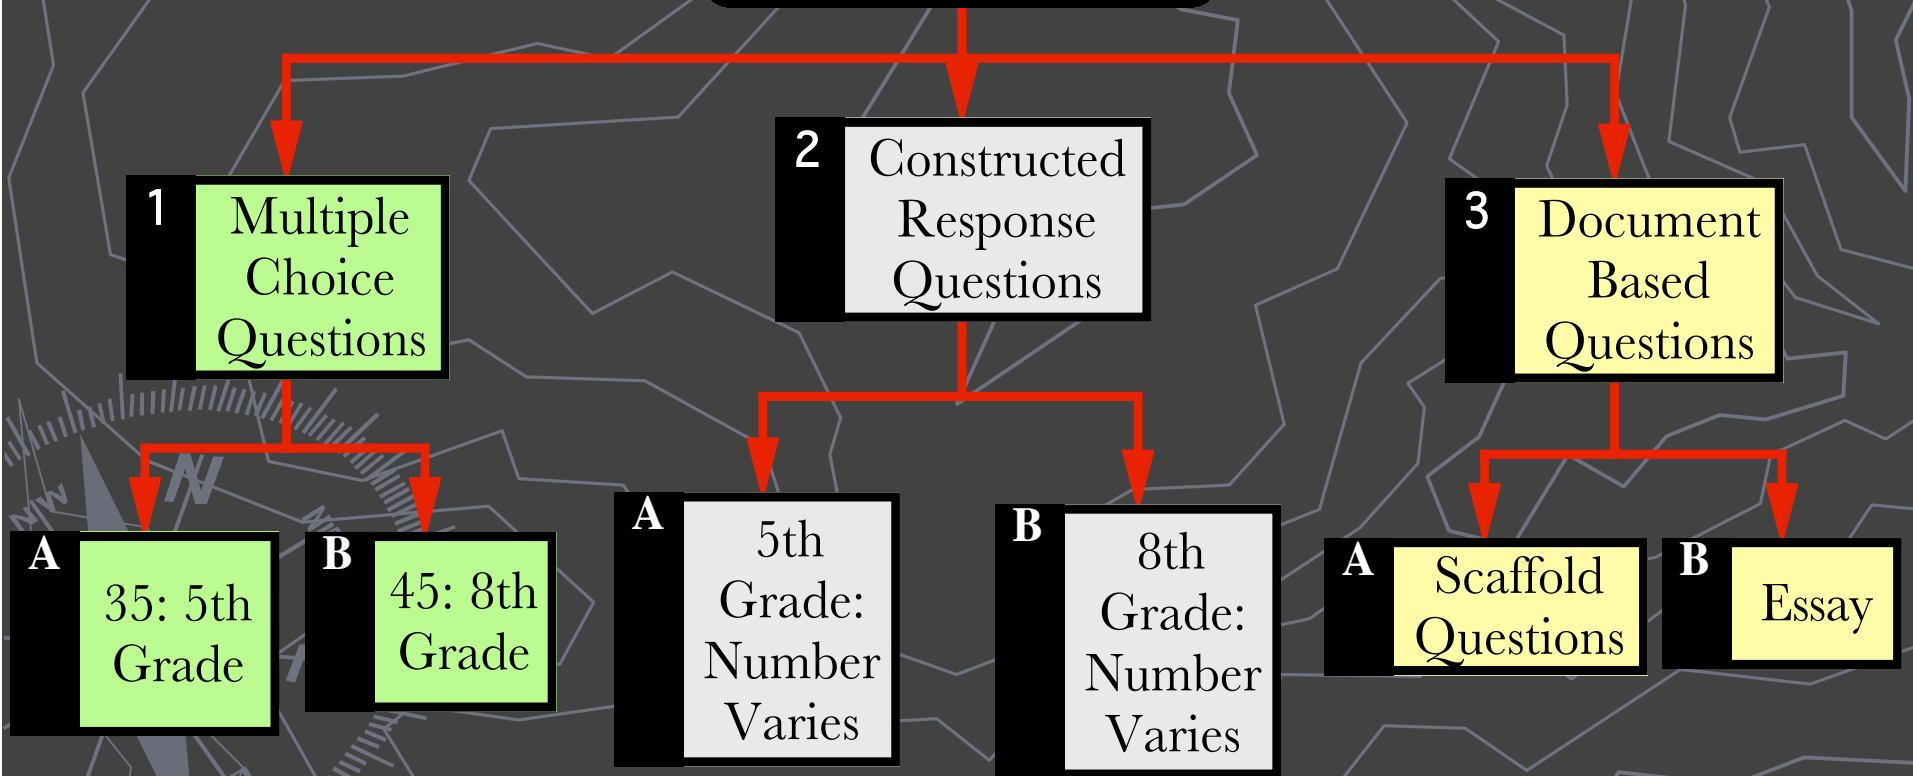 1
Multiple
Choice
Questions
2
Constructed
Response
Questions
3
Document
Based
Questions
A
35: 5th
Grade
B
45: 8th
Grade
A
5th
Grade:
Number
Varies
B
8th
Grade:
Number
Varies
A
Scaffold
Questions
B
Essay
NW
N